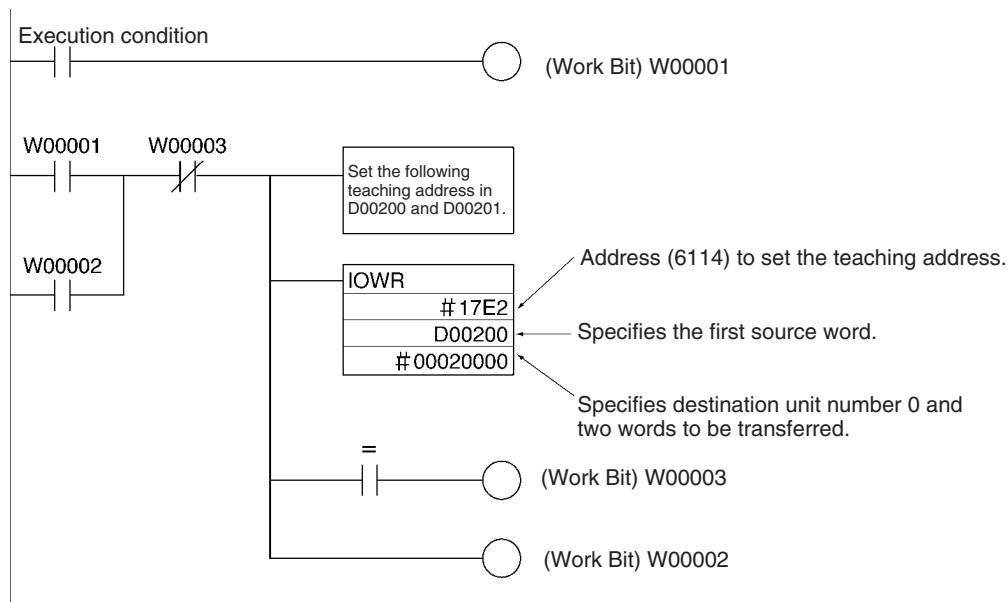 Execution condition
(Work Bit) W00001
W00001
W00003
Set the following
teaching address in
D00200 and D00201.
W00002
Address (6114) to set the teaching address.
IOWR
#17E2
D00200
Specifies the first source word.
#00020000
Specifies destination unit number 0 and
two words to be transferred.
=
(Work Bit) W00003
(Work Bit) W00002